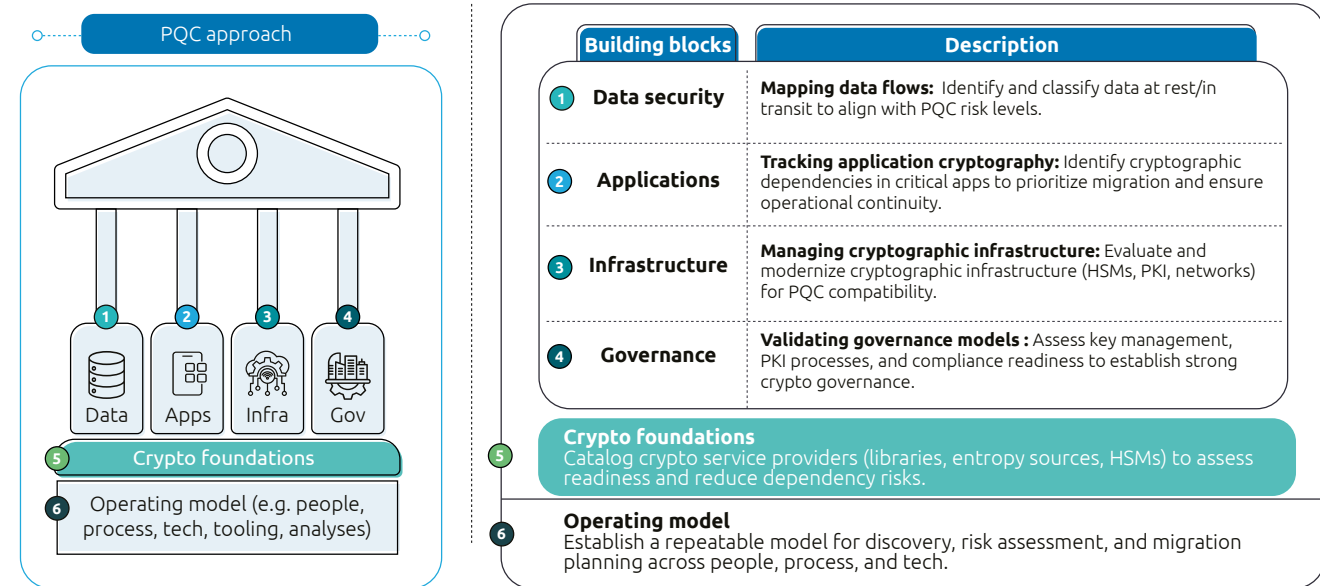 PQC approach
1
2
3
4
Data
Apps
Infra
Gov
5
Crypto foundations
6
Operating model (e.g. people,
process, tech, tooling, analyses)
Building blocks
Description
1
Data security
Mapping data flows: Identify and classify data at rest/in
transit to align with PQC risk levels.
2
Applications
Tracking application cryptography: Identify cryptographic
dependencies in critical apps to prioritize migration and ensure
operational continuity.
3
Infrastructure
Managing cryptographic infrastructure: Evaluate and
modernize cryptographic infrastructure (HSMs, PKI, networks)
for PQC compatibility.
4
Governance
Validating governance models : Assess key management,
PKI processes, and compliance readiness to establish strong
crypto governance.
5
Crypto foundations
Catalog crypto service providers (libraries, entropy sources, HSMs) to assess
readiness and reduce dependency risks.
6
Operating model
Establish a repeatable model for discovery, risk assessment, and migration
planning across people, process, and tech.